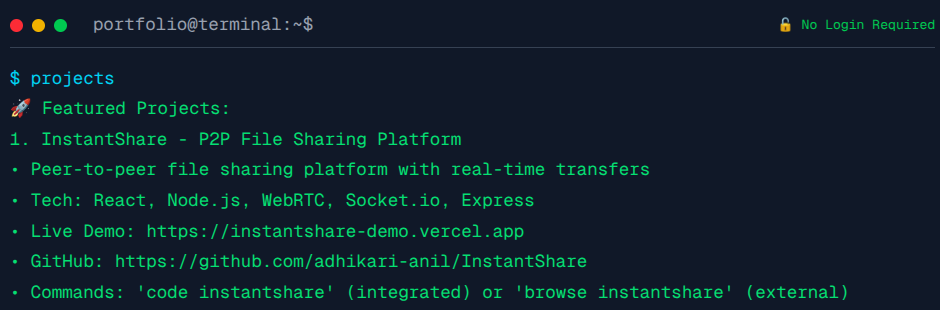 portfolio@terminal:~$
🔒 No Login Required
$ projects
🚀 Featured Projects:
1. InstantShare - P2P File Sharing Platform
• Peer-to-peer file sharing platform with real-time transfers
• Tech: React, Node.js, WebRTC, Socket.io, Express
• Live Demo: https://instantshare-demo.vercel.app
• GitHub: https://github.com/adhikari-anil/InstantShare
• Commands: 'code instantshare' (integrated) or 'browse instantshare' (external)